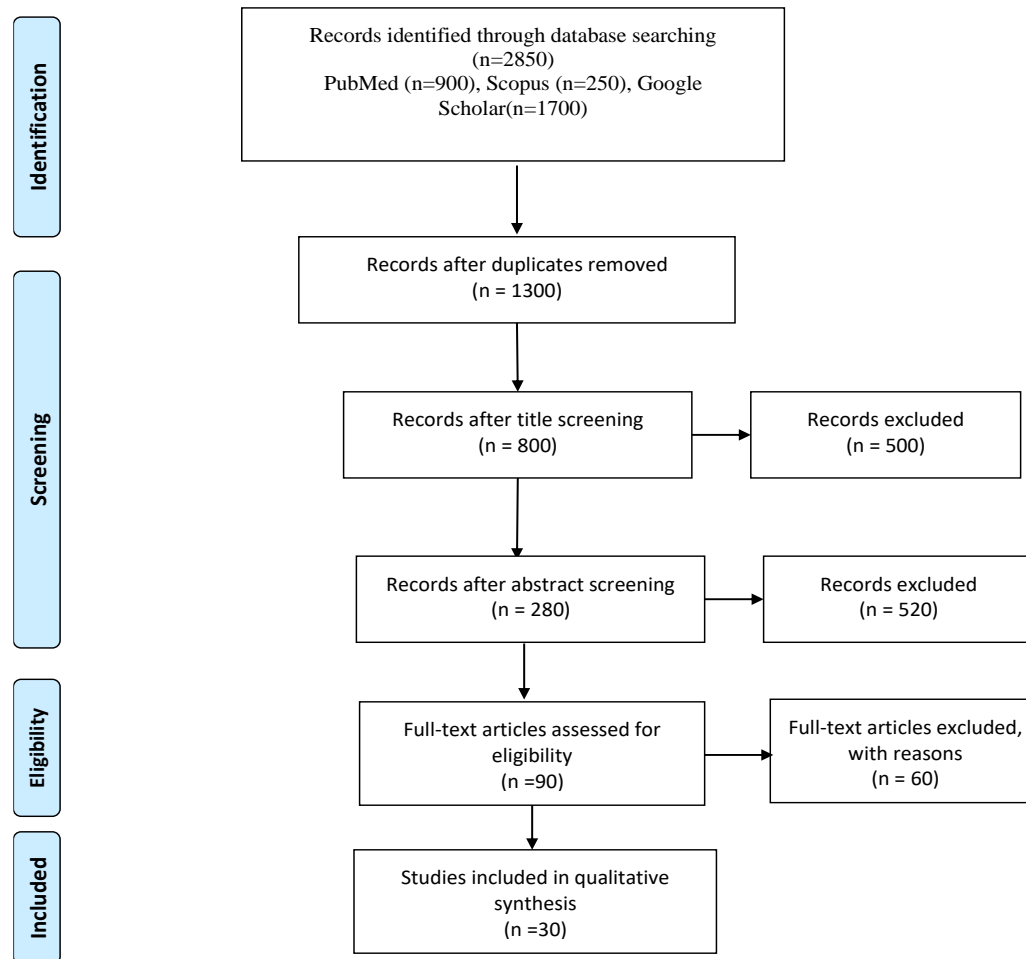 Identification
Records identified through database searching
(n=2850)
PubMed (n=900), Scopus (n=250), Google
Scholar(n=1700)
Records after duplicates removed
(n = 1300)
Screening
Records after title screening
(n = 800)
Records excluded
(n = 500)
Records after abstract screening
(n = 280)
Records excluded
(n = 520)
Eligibility
Full-text articles assessed for
eligibility
(n =90)
Full-text articles excluded,
with reasons
(n = 60)
Included
Studies included in qualitative
synthesis
(n =30)